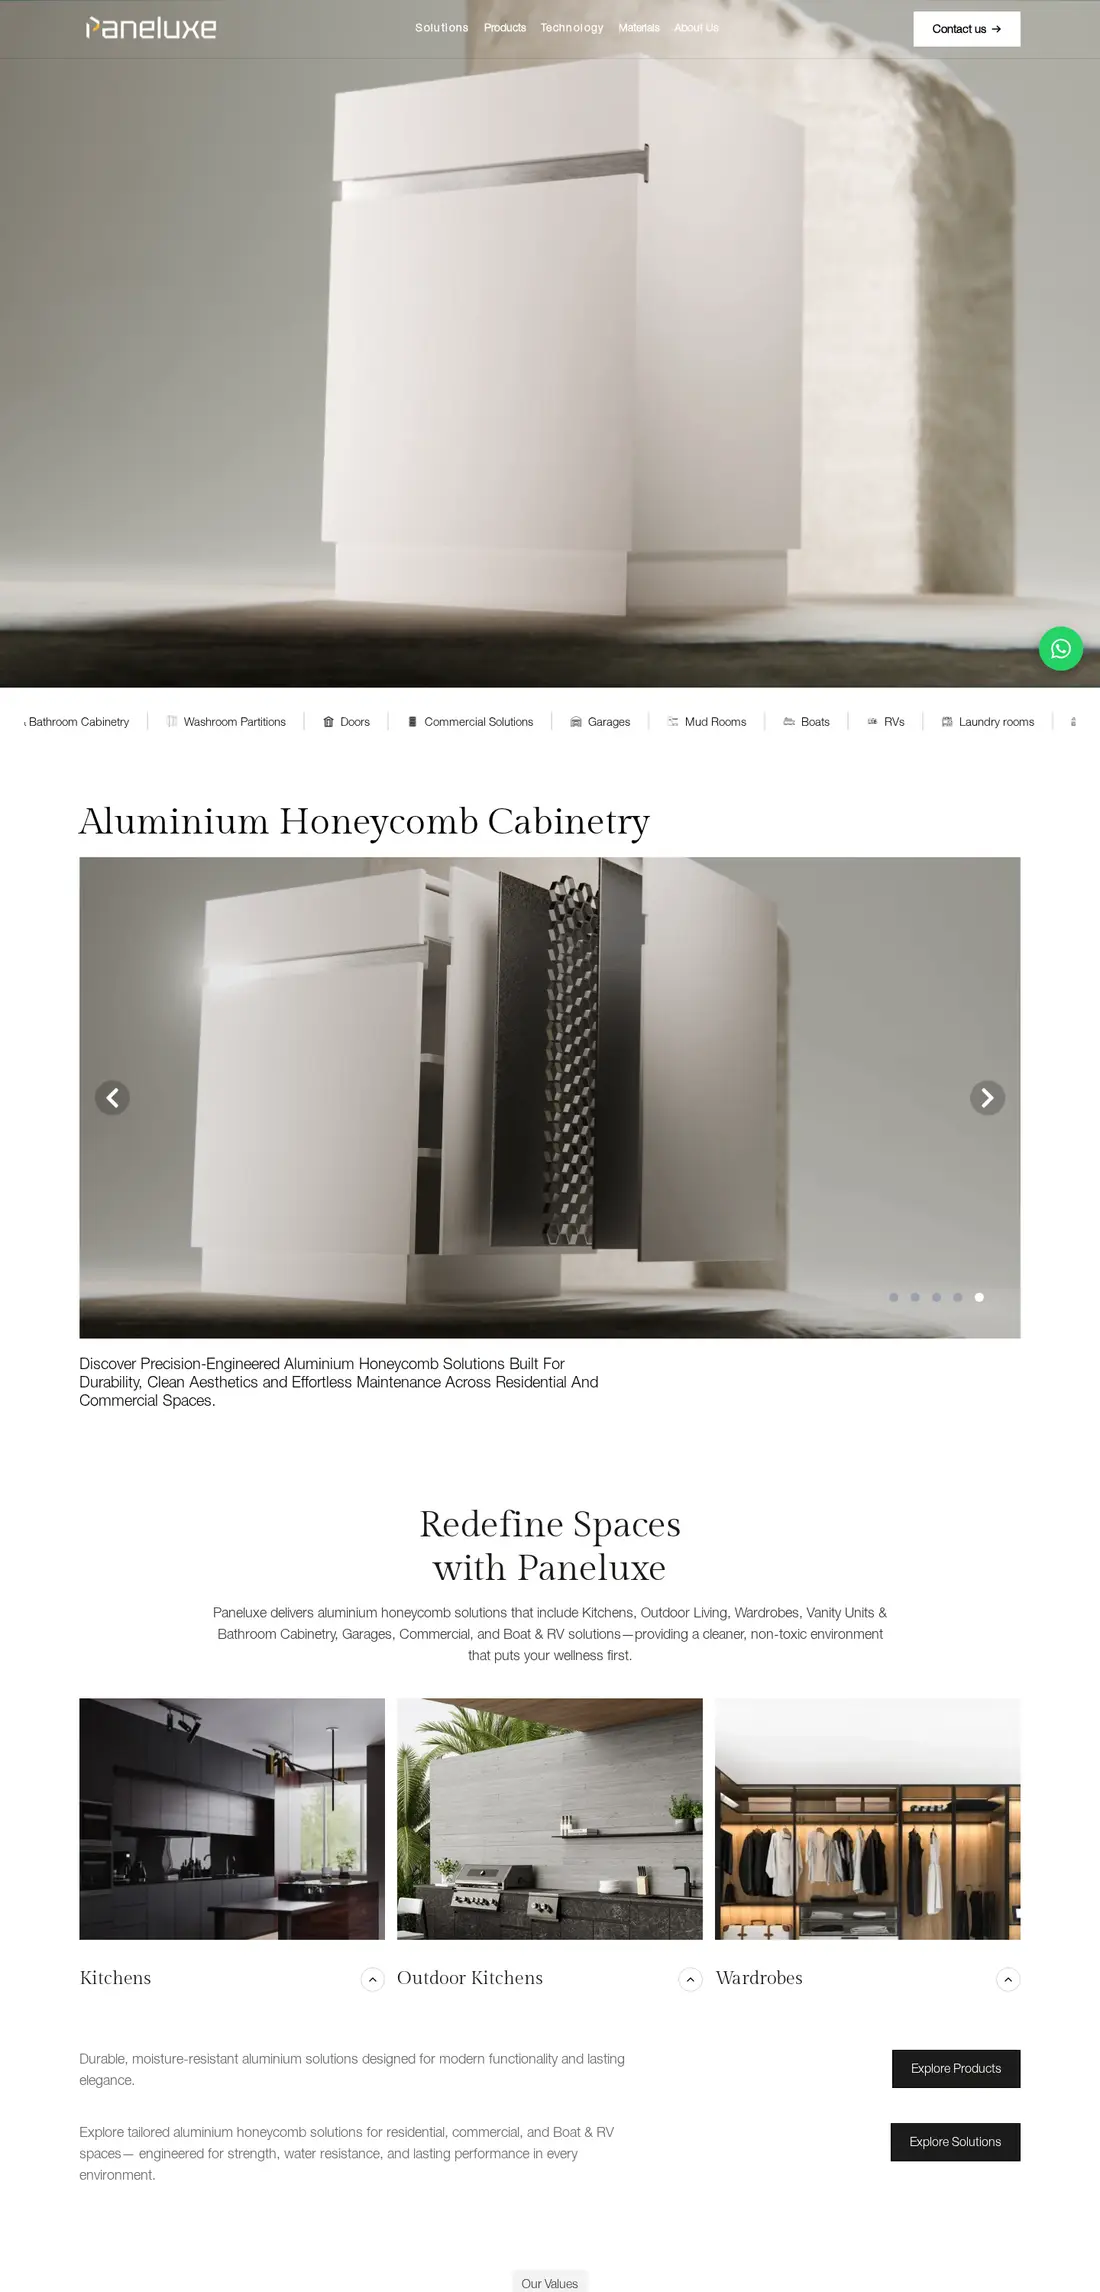 Paneluxe
Solutions Products Technology Materials About Us
Contact us →
Bathroom Cabinetry
Washroom Partitions
Doors
Commercial Solutions
Garages
Mud Rooms
Boats
RVs
Laundry rooms
Aluminium Honeycomb Cabinetry
Discover Precision-Engineered Aluminium Honeycomb Solutions Built For
Durability, Clean Aesthetics and Effortless Maintenance Across Residential And
Commercial Spaces.
Redefine Spaces
with Paneluxe
Paneluxe delivers aluminium honeycomb solutions that include Kitchens, Outdoor Living, Wardrobes, Vanity Units &
Bathroom Cabinetry, Garages, Commercial, and Boat & RV solutions—providing a cleaner, non-toxic environment
that puts your wellness first.
Kitchens
Outdoor Kitchens
Wardrobes
Durable, moisture-resistant aluminium solutions designed for modern functionality and lasting
elegance.
Explore Products
Explore tailored aluminium honeycomb solutions for residential, commercial, and Boat & RV
spaces— engineered for strength, water resistance, and lasting performance in every
environment.
Explore Solutions
Our Values